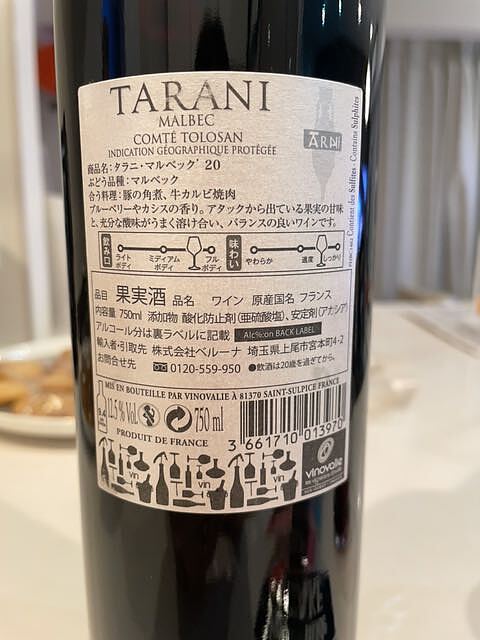 TARANI
MALBEC
COMTÉ TOLOSAN
INDICATION GÉOGRAPHIQUE PROTÉGÉE
商品名:タラニ・マルベック' 20
ぶどう品種:マルベック
合う料理:豚の角煮、牛カルビ焼肉
ブルーベリーやカシスの香り。アタックから出ている果実の甘味
と、充分な酸味がうまく溶け合い、バランスの良いワインです。
飲み口 ライトボディ ミディアムボディ フルボディ 味わい やわらか 適度 しっかり
品目 果実酒 品名 ワイン 原産国名 フランス
内容量 750ml 添加物 酸化防止剤(亜硫酸塩)、安定剤(アカシア)
アルコール分は裏ラベルに記載 Alc%:on BACK LABEL
輸入者・引取先 株式会社ベルーナ 埼玉県上尾市宮本町4-2
お問合せ先 0120-559-950 ●飲酒は20歳を過ぎてから。
MIS EN BOUTEILLE PAR VINOVALIE À 81370 SAINT-SULPICE FRANCE
12.5 % Vol. 750 ml
PRODUIT DE FRANCE
3 661710 013970
vin
vin
vinovalie
Contient des Sulfites - Contains Sulphites